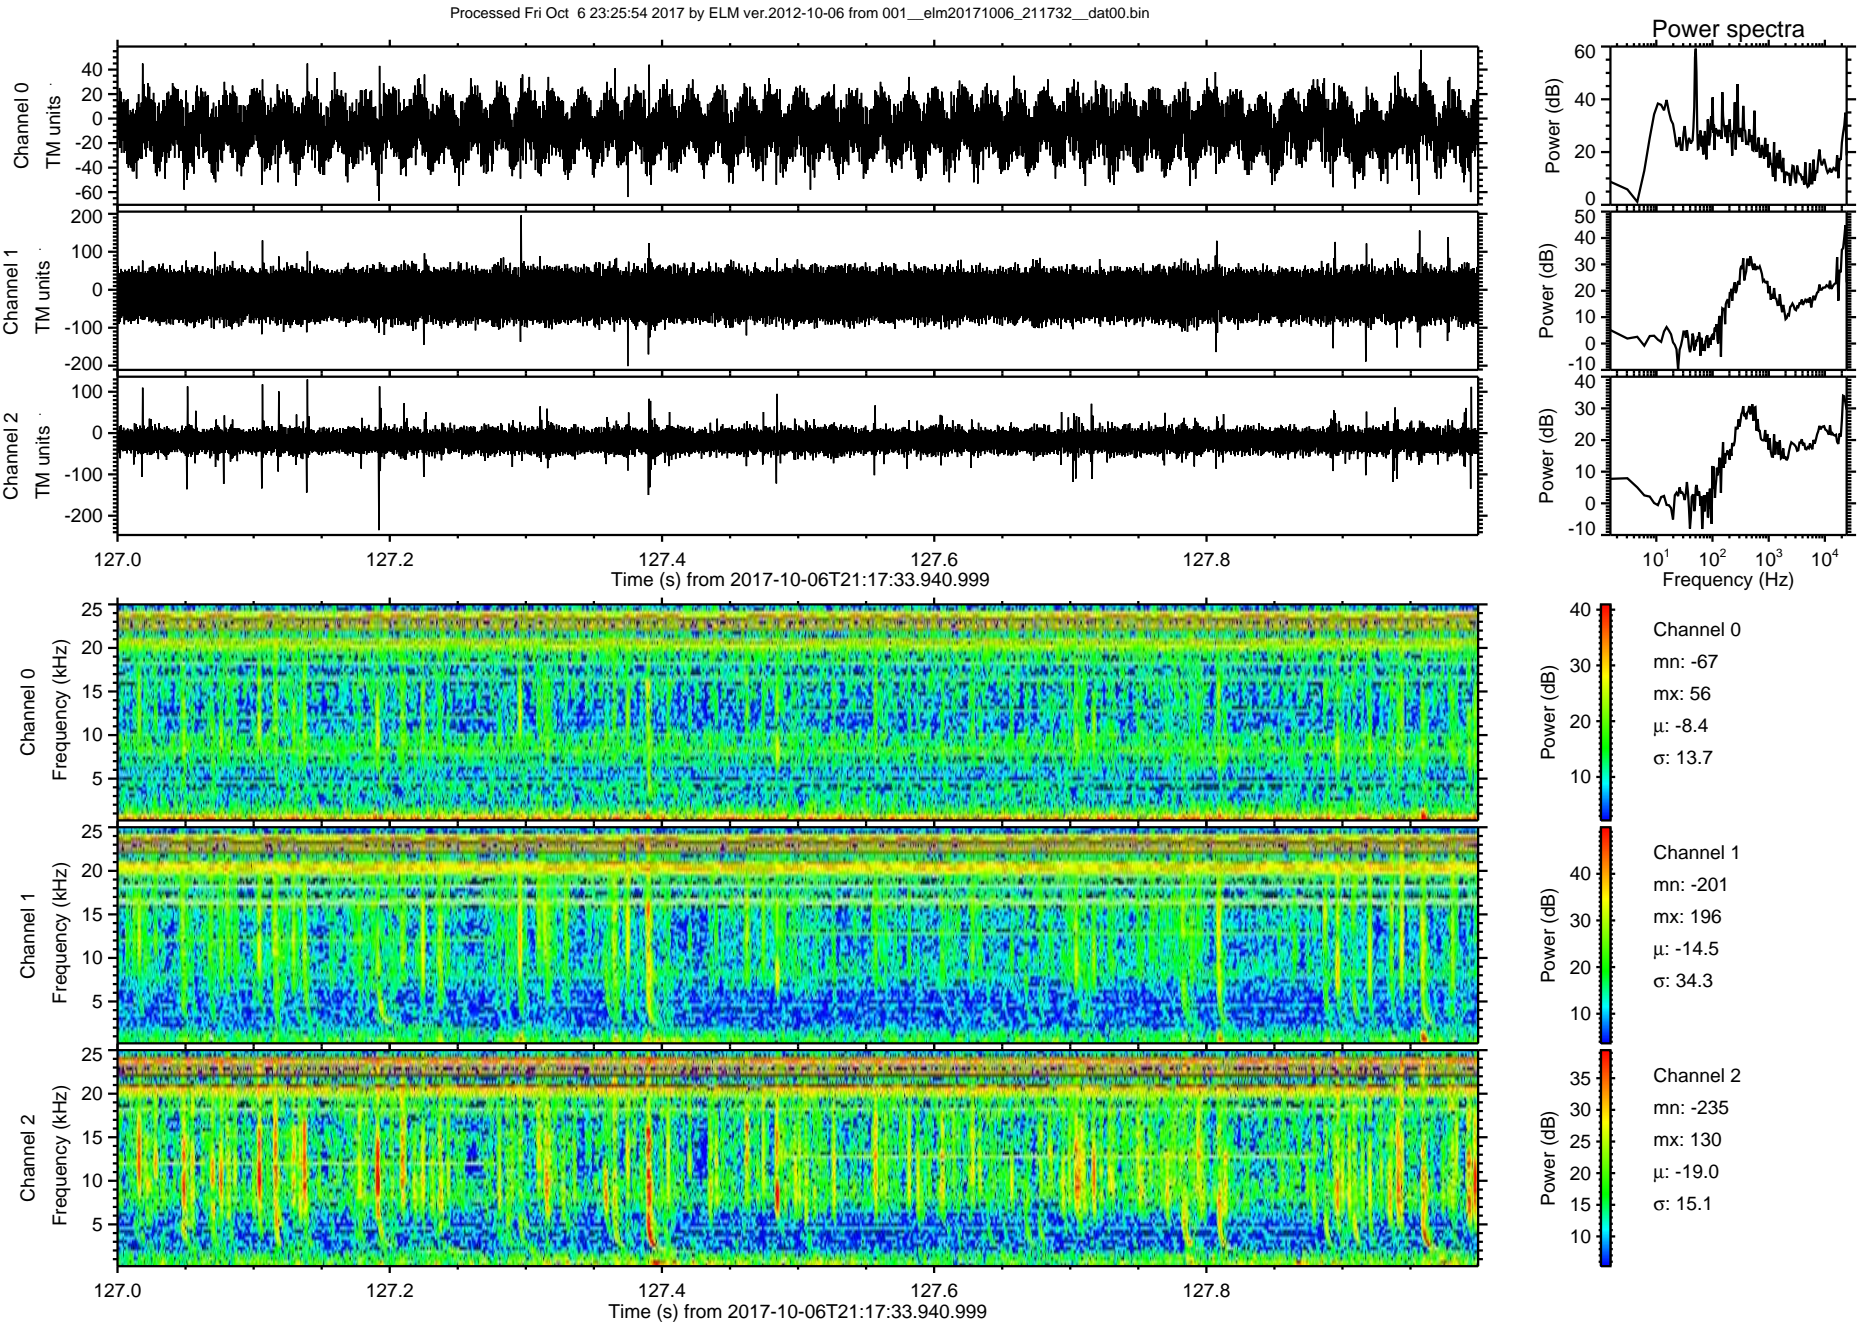 Processed Fri Oct  6 23:25:54 2017 by ELM ver.2012-10-06 from 001__elm20171006_211732__dat00.bin
Power spectra
Channel 0
TM units
40
20
0
-20
-40
-60
Power (dB)
60
40
20
0
Channel 1
TM units
200
100
0
-100
-200
Power (dB)
50
40
30
20
10
0
-10
Channel 2
TM units
100
0
-100
-200
Power (dB)
40
30
20
10
0
-10
127.0 127.2 127.4 127.6 127.8
Time (s) from 2017-10-06T21:17:33.940.999
10^1 10^2 10^3 10^4
Frequency (Hz)
Channel 0
Frequency (kHz)
25
20
15
10
5
Power (dB)
40
30
20
10
Channel 0
mn: -67
mx: 56
µ: -8.4
σ: 13.7
Channel 1
Frequency (kHz)
25
20
15
10
5
Power (dB)
40
30
20
10
Channel 1
mn: -201
mx: 196
µ: -14.5
σ: 34.3
Channel 2
Frequency (kHz)
25
20
15
10
5
Power (dB)
35
30
25
20
15
10
Channel 2
mn: -235
mx: 130
µ: -19.0
σ: 15.1
127.0 127.2 127.4 127.6 127.8
Time (s) from 2017-10-06T21:17:33.940.999